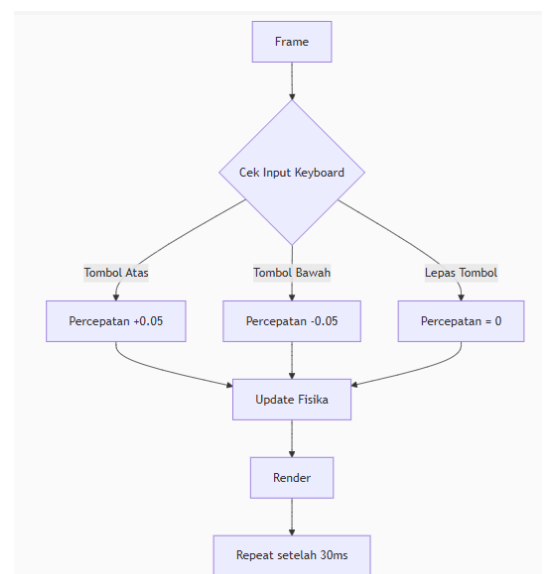 Frame
Cek Input Keyboard
Tombol Atas
Tombol Bawah
Lepas Tombol
Percepatan +0.05
Percepatan -0.05
Percepatan = 0
Update Fisika
Render
Repeat setelah 30ms